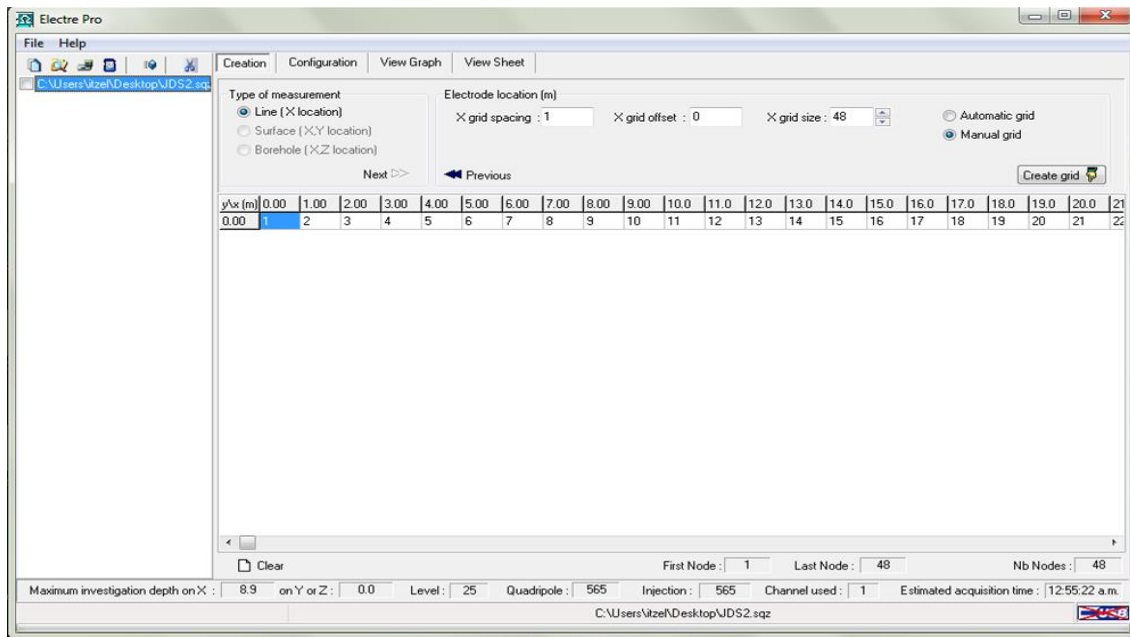 Electre Pro
File Help
C:\Users\itzel\Desktop\JDS2.sqz
Creation Configuration View Graph View Sheet
Type of measurement
Line ( X location)
Surface ( X,Y location)
Borehole ( X,Z location)
Next
Electrode location (m)
X grid spacing : 1 X grid offset : 0 X grid size : 48
Automatic grid
Manual grid
Previous
Create grid
y\x (m) 0.00 1.00 2.00 3.00 4.00 5.00 6.00 7.00 8.00 9.00 10.0 11.0 12.0 13.0 14.0 15.0 16.0 17.0 18.0 19.0 20.0 21
0.00 1 2 3 4 5 6 7 8 9 10 11 12 13 14 15 16 17 18 19 20 21 22
Clear
First Node : 1 Last Node : 48 Nb Nodes : 48
Maximum investigation depth on X : 8.9 on Y or Z : 0.0 Level : 25 Quadripole : 565 Injection : 565 Channel used : 1 Estimated acquisition time : 12:55:22 a.m.
C:\Users\itzel\Desktop\JDS2.sqz
USB